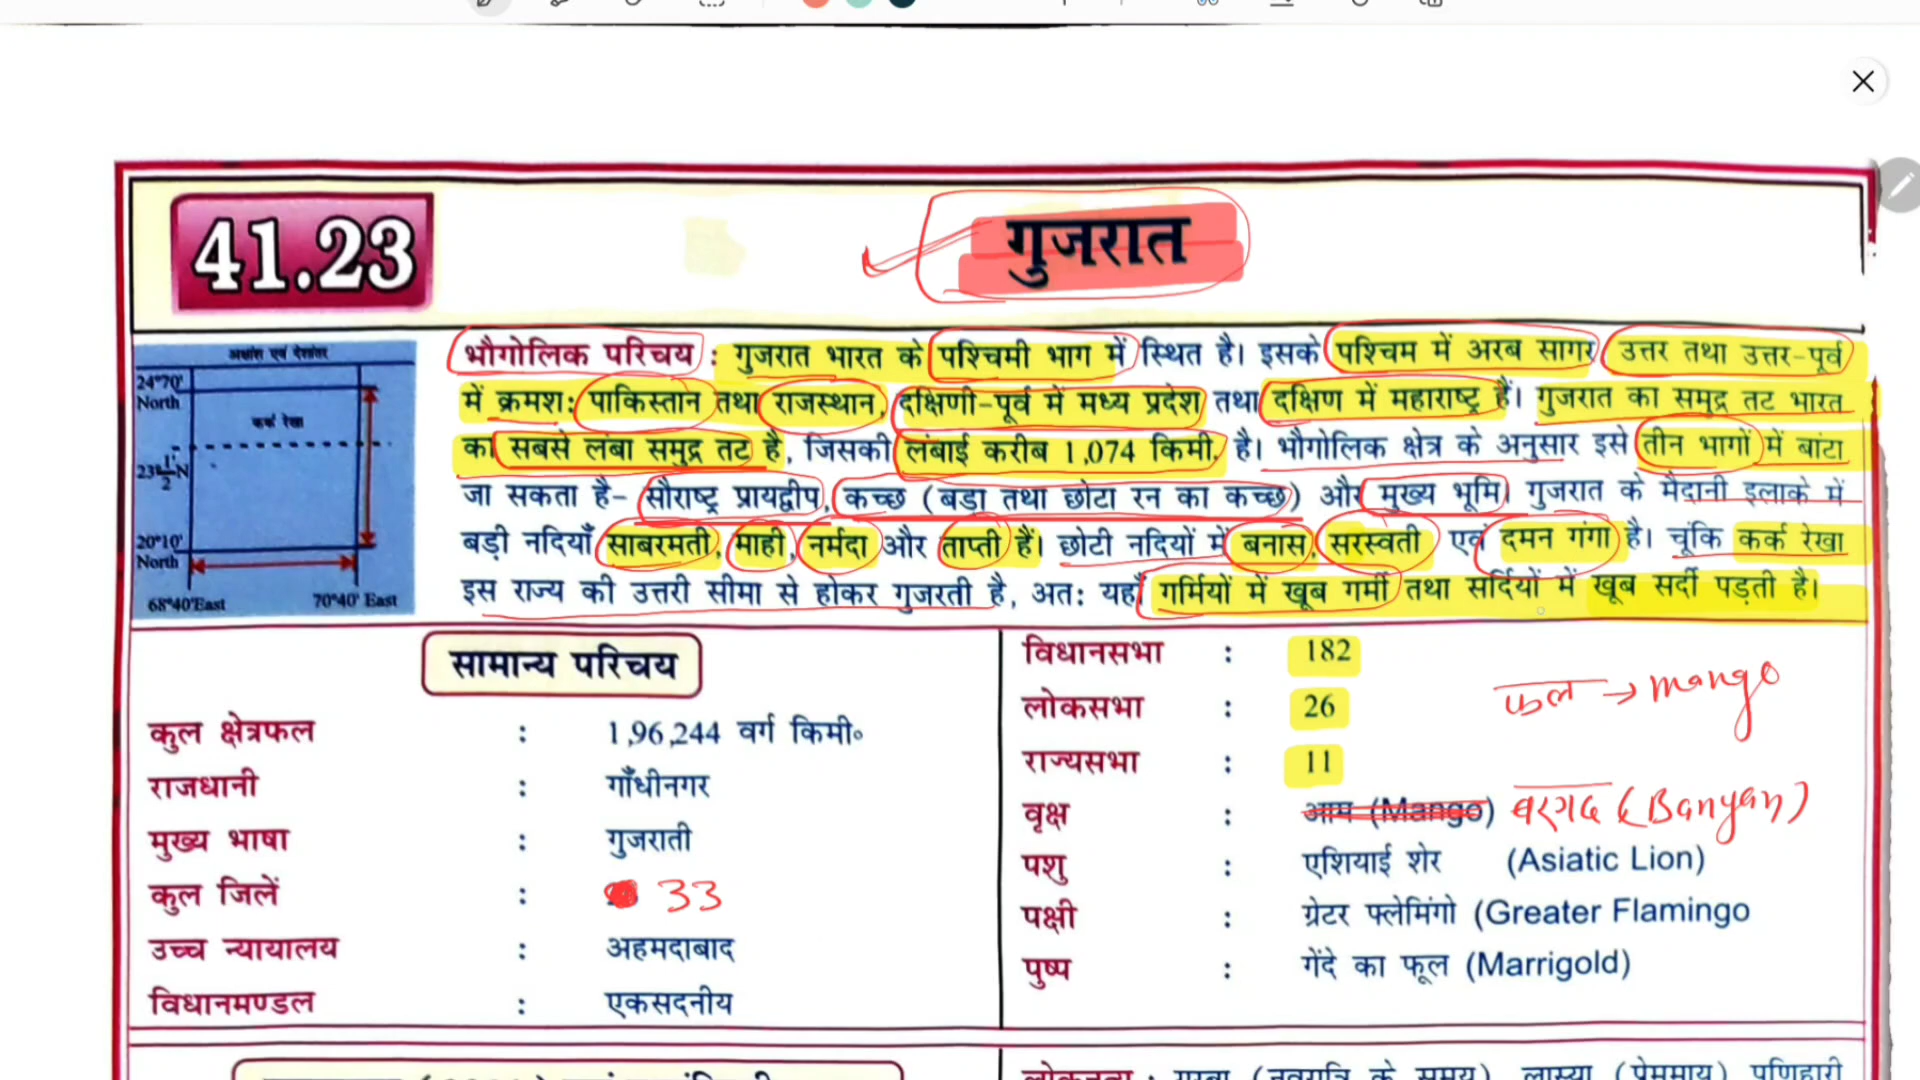 41.23
गुजरात
अक्षांश एवं देशांतर
24°70'
North
कर्क रेखा
23 1/2 N
20°10'
North
68°40'East
70°40' East
भौगोलिक परिचय : गुजरात भारत के पश्चिमी भाग में स्थित है। इसके पश्चिम में अरब सागर उत्तर तथा उत्तर-पूर्व
में क्रमश: पाकिस्तान तथा राजस्थान, दक्षिणी-पूर्व में मध्य प्रदेश तथा दक्षिण में महाराष्ट्र हैं। गुजरात का समुद्र तट भारत
का सबसे लंबा समुद्र तट है, जिसकी लंबाई करीब 1,074 किमी. है। भौगोलिक क्षेत्र के अनुसार इसे तीन भागों में बांटा
जा सकता है- सौराष्ट्र प्रायद्वीप, कच्छ (बड़ा तथा छोटा रन का कच्छ) और मुख्य भूमि। गुजरात के मैदानी इलाके में
बड़ी नदियाँ साबरमती, माही, नर्मदा और ताप्ती हैं। छोटी नदियों में बनास, सरस्वती एवं दमन गंगा है। चूंकि कर्क रेखा
इस राज्य की उत्तरी सीमा से होकर गुजरती है, अत: यहाँ गर्मियों में खूब गर्मी तथा सर्दियों में खूब सर्दी पड़ती है।
सामान्य परिचय
कुल क्षेत्रफल : 1,96,244 वर्ग किमी॰
राजधानी : गाँधीनगर
मुख्य भाषा : गुजराती
कुल जिलें : 33
उच्च न्यायालय : अहमदाबाद
विधानमण्डल : एकसदनीय
विधानसभा : 182
लोकसभा : 26
राज्यसभा : 11
फल → mango
वृक्ष : आम (Mango) बरगद (Banyan)
पशु : एशियाई शेर (Asiatic Lion)
पक्षी : ग्रेटर फ्लेमिंगो (Greater Flamingo
पुष्प : गेंदे का फूल (Marrigold)